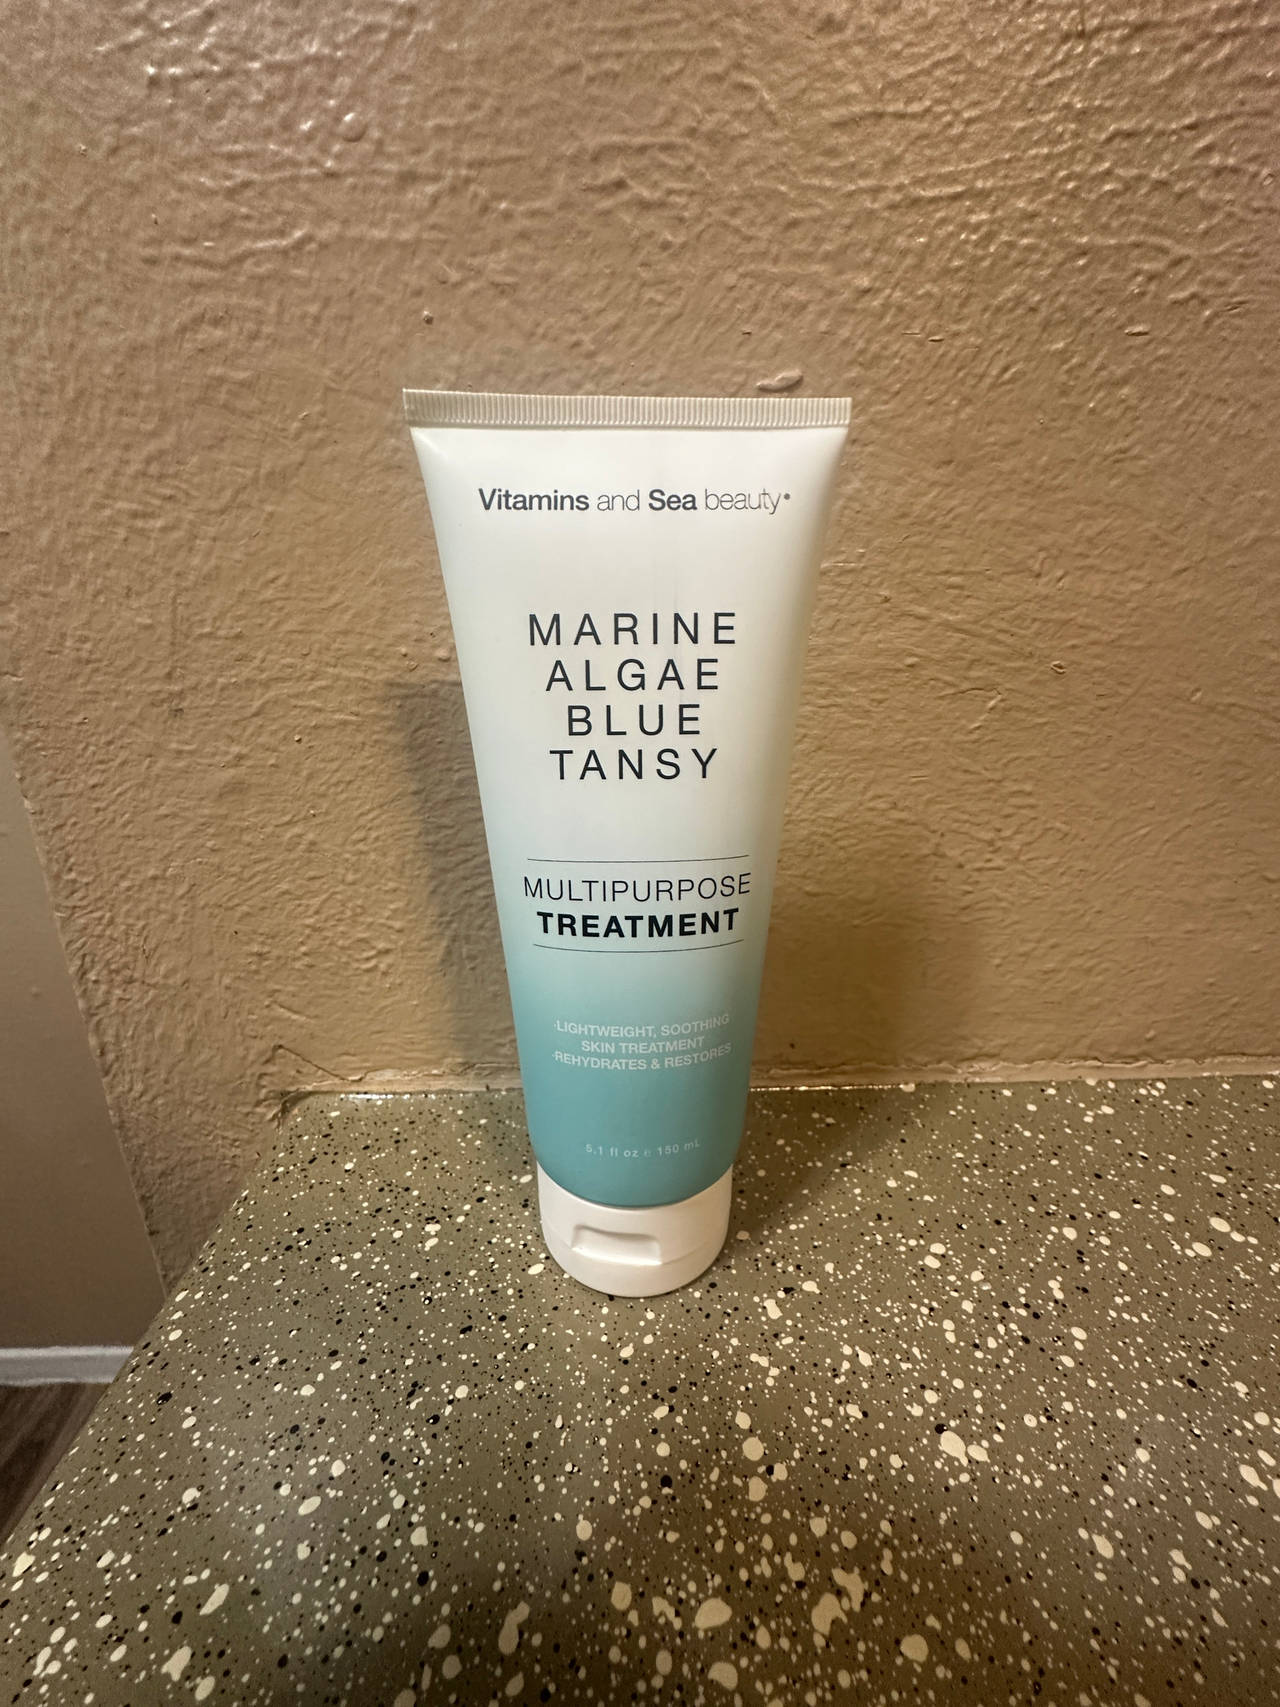 Vitamins and Sea beauty
MARINE
ALGAE
BLUE
TANSY
MULTIPURPOSE
TREATMENT
·LIGHTWEIGHT, SOOTHING
SKIN TREATMENT
·REHYDRATES & RESTORES
5.1 fl oz e 150 mL